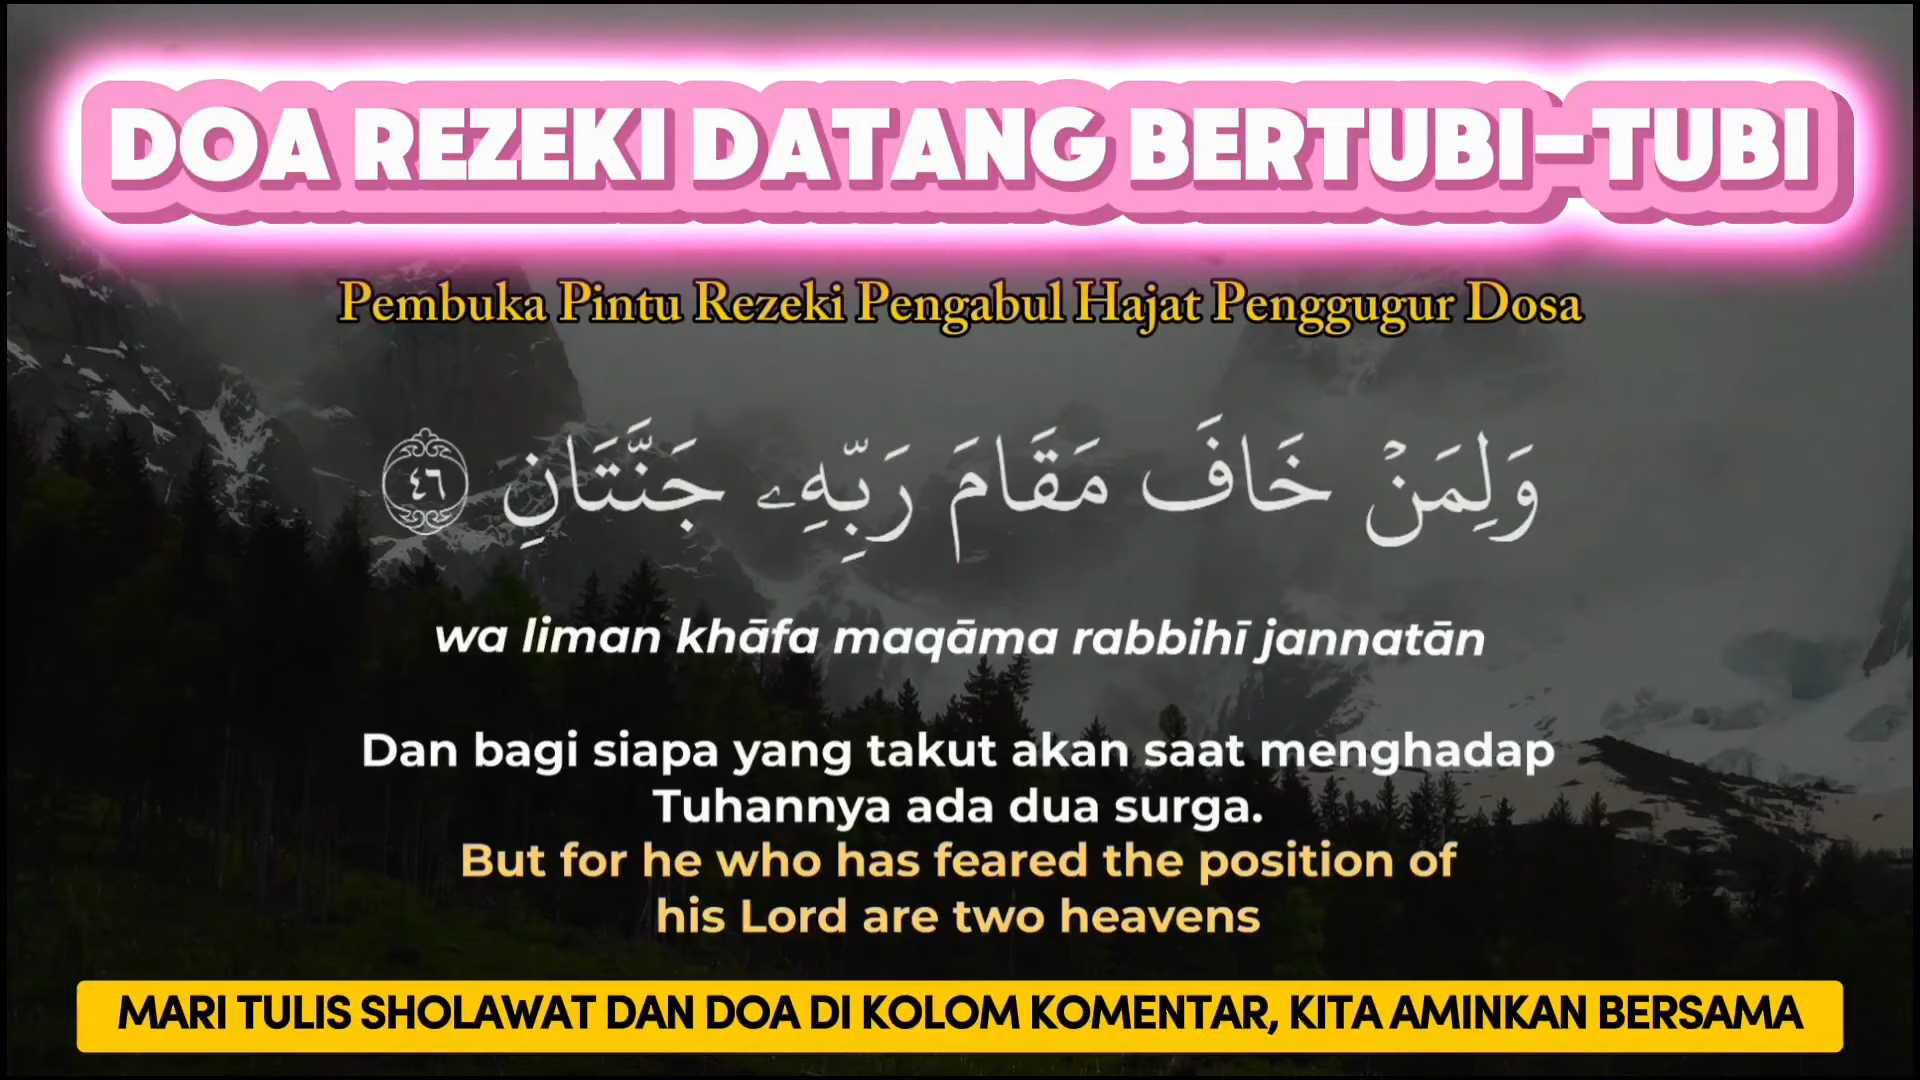 DOA REZEKI DATANG BERTUBI-TUBI
Pembuka Pintu Rezeki Pengabul Hajat Penggugur Dosa
وَلِمَنْ خَافَ مَقَامَ رَبِّهِۦ جَنَّتَانِ ٤٦
wa liman khāfa maqāma rabbihī jannatān
Dan bagi siapa yang takut akan saat menghadap
Tuhannya ada dua surga.
But for he who has feared the position of
his Lord are two heavens
MARI TULIS SHOLAWAT DAN DOA DI KOLOM KOMENTAR, KITA AMINKAN BERSAMA